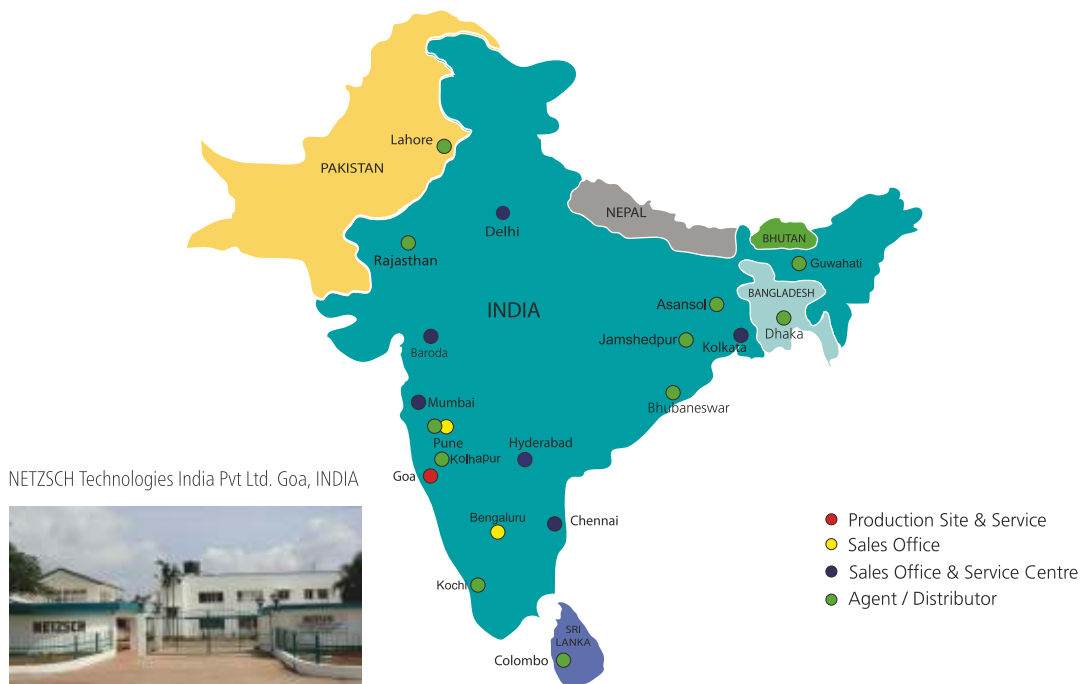 Lahore
PAKISTAN
NEPAL
Delhi
BHUTAN
Rajasthan
Guwahati
BANGLADESH
INDIA
Asansol
Dhaka
Jamshedpur
Kolkata
Baroda
Mumbai
Bhubaneswar
Pune
Hyderabad
Kolhapur
Goa
NETZSCH Technologies India Pvt Ltd. Goa, INDIA
Bengaluru
Chennai
Production Site & Service
Sales Office
Sales Office & Service Centre
Agent / Distributor
Kochi
NETZSCH
SRI
LANKA
Colombo